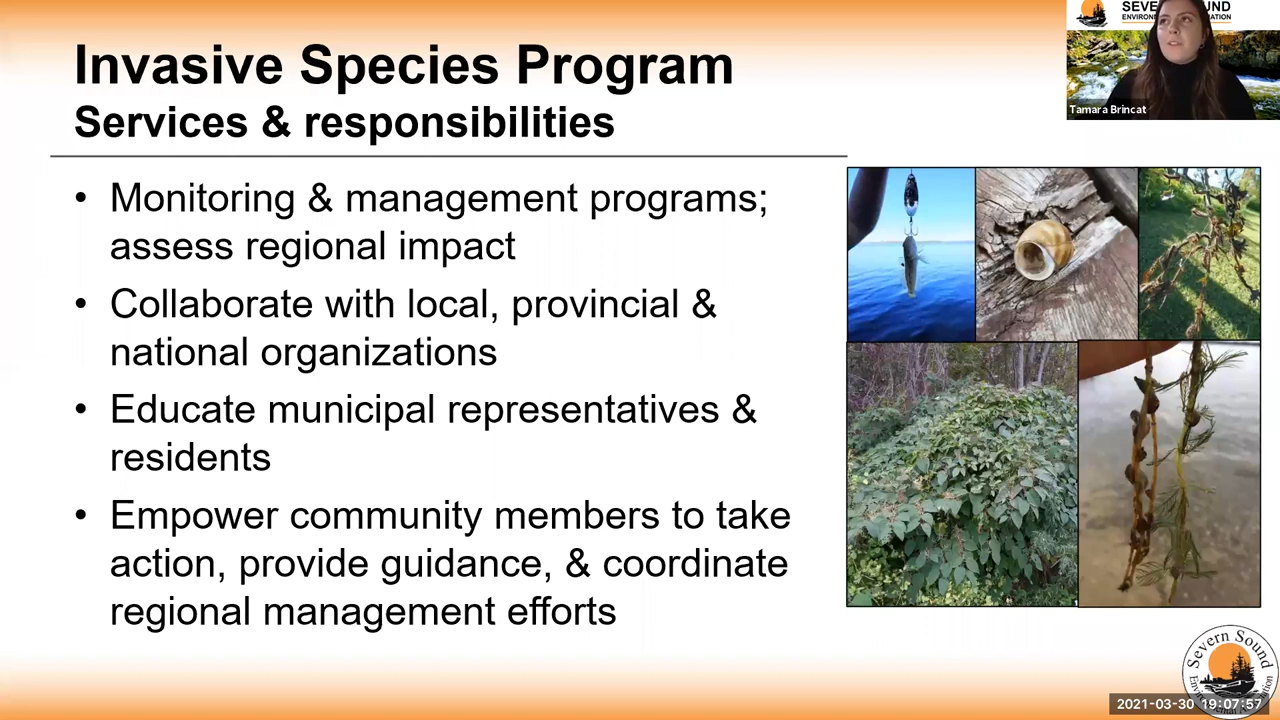 Invasive Species Program
Services & responsibilities
• Monitoring & management programs;
assess regional impact
• Collaborate with local, provincial &
national organizations
• Educate municipal representatives &
residents
• Empower community members to take
action, provide guidance, & coordinate
regional management efforts
Tamara Brincat
Severn Sound
2021-03-30 19:07:57